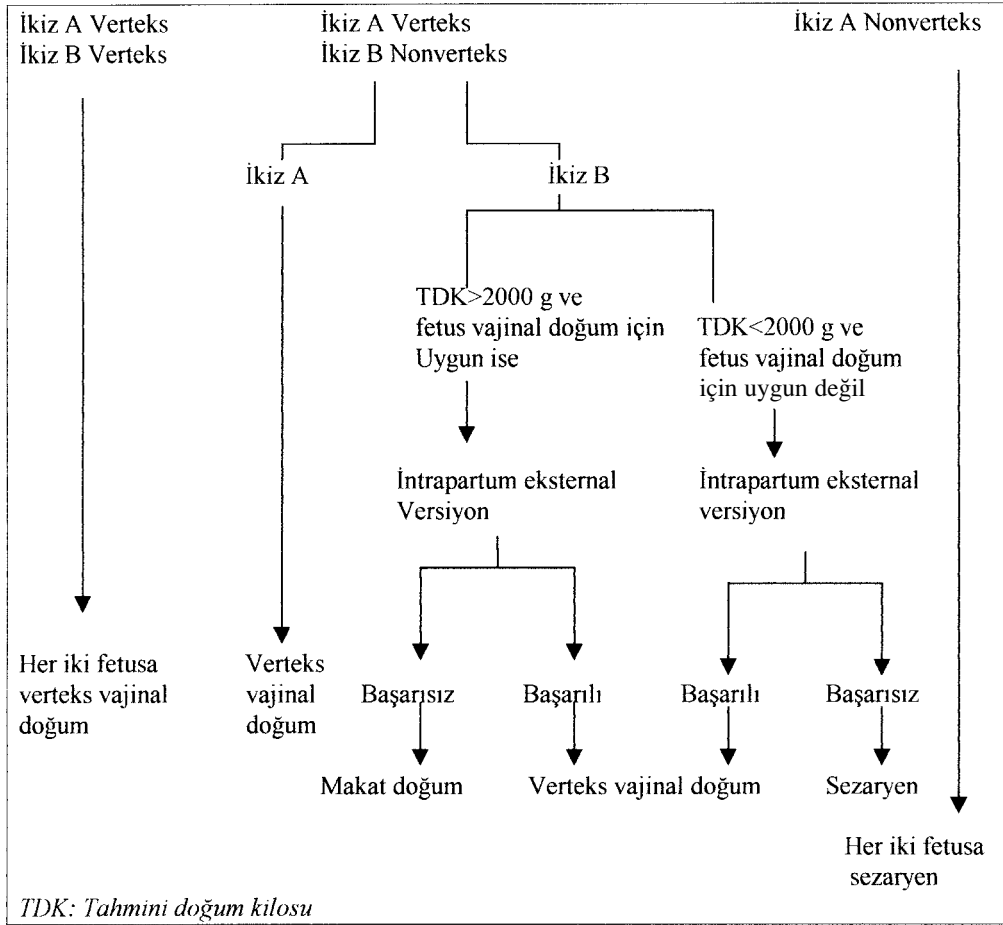 İkiz A Verteks
İkiz B Verteks
İkiz A Verteks
İkiz B Nonverteks
İkiz A Nonverteks
İkiz A
İkiz B
TDK>2000 g ve
fetus vajinal doğum için
Uygun ise
TDK<2000 g ve
fetus vajinal doğum
için uygun değil
İntrapartum eksternal
Versiyon
İntrapartum eksternal
versiyon
Her iki fetusa
verteks vajinal
doğum
Verteks
vajinal
doğum
Başarısız
Başarılı
Başarılı
Başarısız
Makat doğum
Verteks vajinal doğum
Sezaryen
Her iki fetusa
sezaryen
TDK: Tahmini doğum kilosu